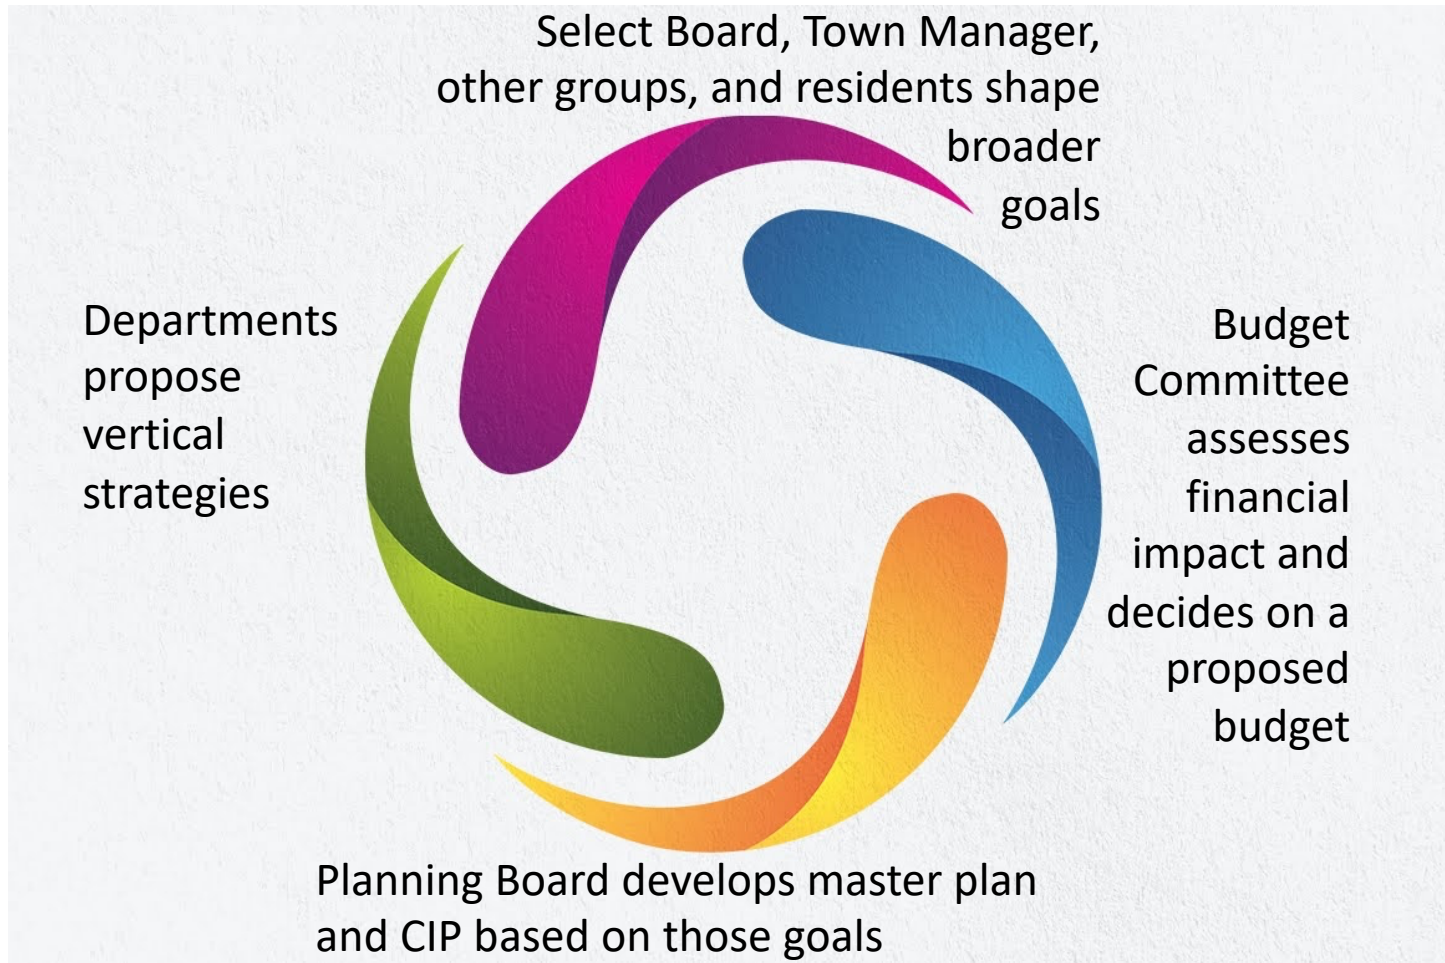 Select Board, Town Manager,
other groups, and residents shape
broader
goals
Departments
propose
vertical
strategies
Budget
Committee
assesses
financial
impact and
decides on a
proposed
budget
Planning Board develops master plan
and CIP based on those goals